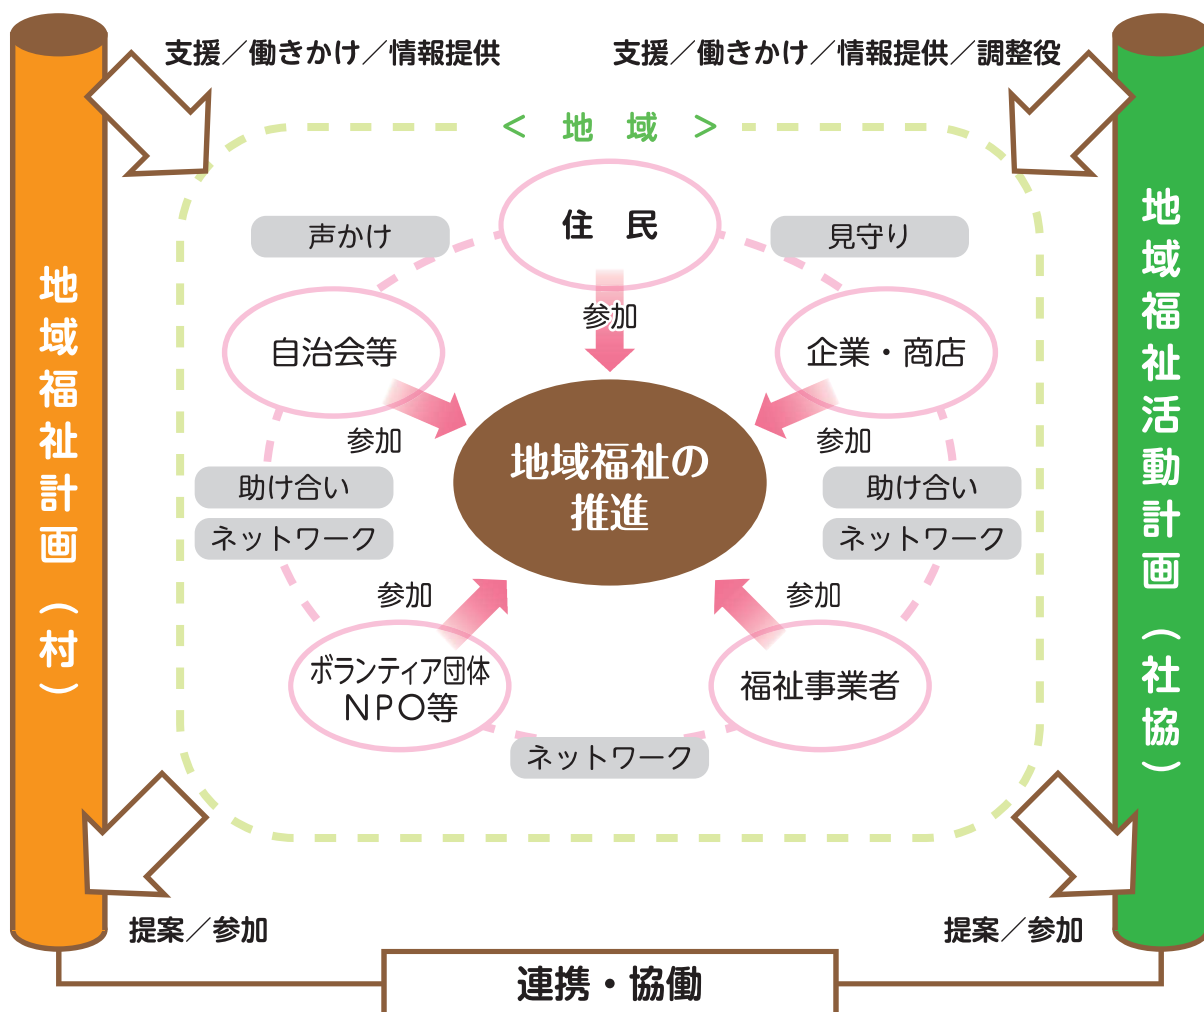 支援／働きかけ／情報提供
支援／働きかけ／情報提供／調整役
＜ 地 域 ＞
住 民
声かけ
見守り
参加
自治会等
企業・商店
参加
参加
地域福祉の
推進
助け合い
ネットワーク
助け合い
ネットワーク
参加
参加
ボランティア団体
NPO等
福祉事業者
ネットワーク
地域福祉計画（村）
地域福祉活動計画（社協）
提案／参加
提案／参加
連携・協働